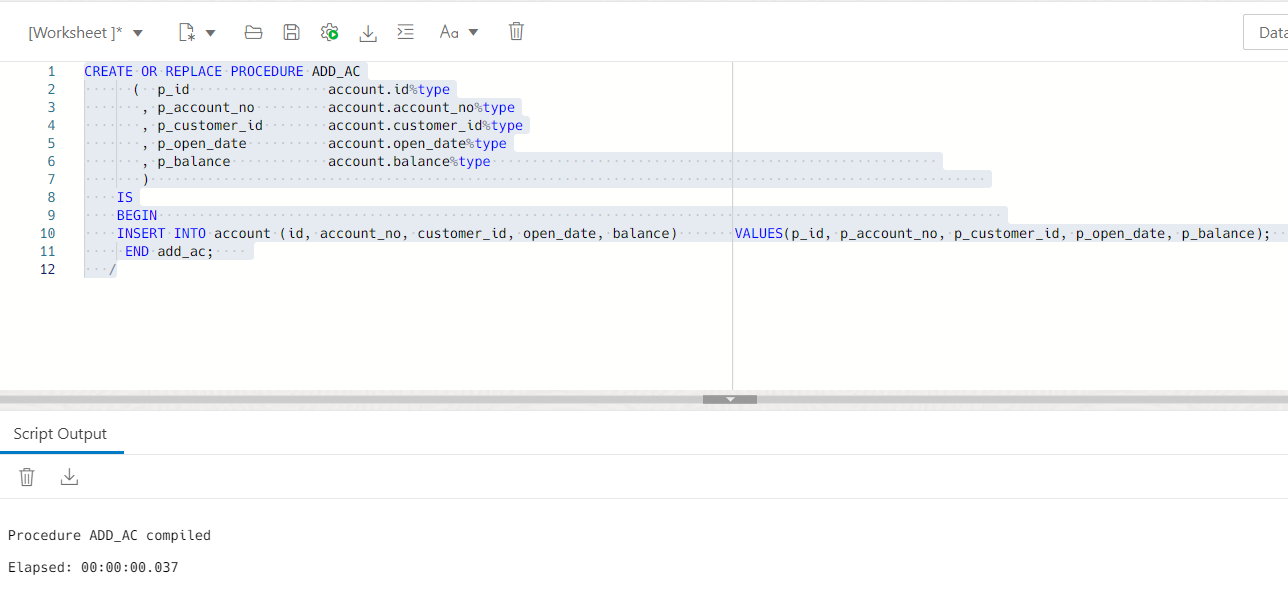 [Worksheet ]* Aa Data
1 CREATE OR REPLACE PROCEDURE ADD_AC
2 ( p_id account.id%type
3 , p_account_no account.account_no%type
4 , p_customer_id account.customer_id%type
5 , p_open_date account.open_date%type
6 , p_balance account.balance%type
7 )
8 IS
9 BEGIN
10 INSERT INTO account (id, account_no, customer_id, open_date, balance) VALUES(p_id, p_account_no, p_customer_id, p_open_date, p_balance);
11 END add_ac;
12 /
Script Output
Procedure ADD_AC compiled
Elapsed: 00:00:00.037